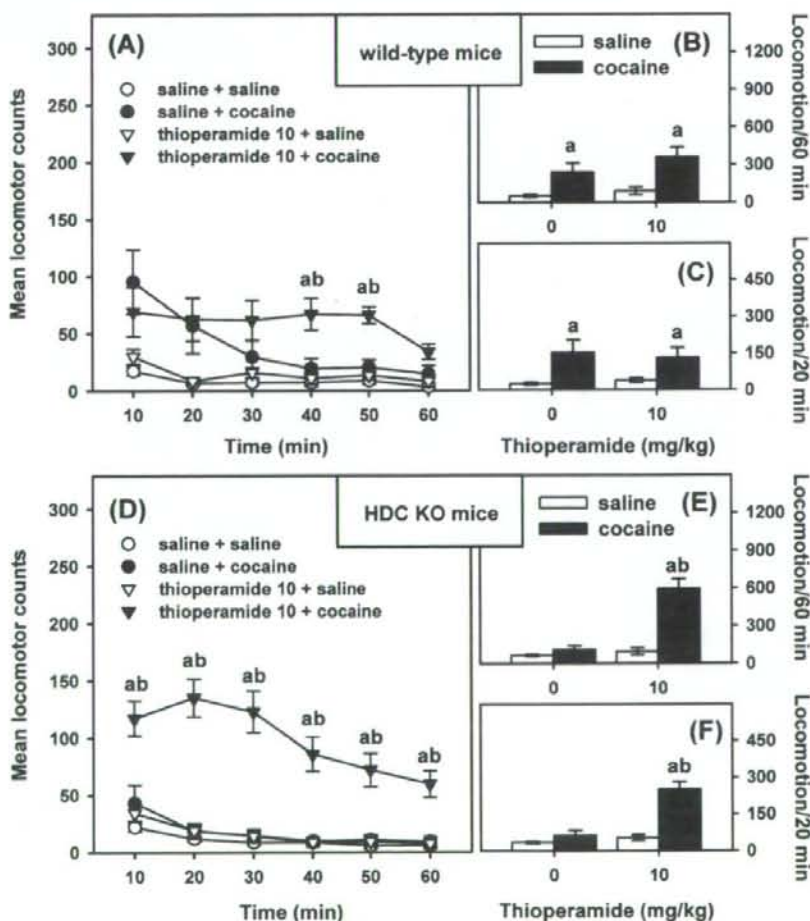 (A)
wild-type mice
(B)
300
250
200
150
100
50
0
Mean locomotor counts
saline + saline
saline + cocaine
thioperamide 10 + saline
thioperamide 10 + cocaine
ab
ab
10 20 30 40 50 60
Time (min)
saline
cocaine
a
a
1200
900
600
300
0
Locomotion/60 min
0 10
(C)
a
a
450
300
150
0
Locomotion/20 min
0 10
Thioperamide (mg/kg)
(D)
HDC KO mice
(E)
300
250
200
150
100
50
0
Mean locomotor counts
saline + saline
saline + cocaine
thioperamide 10 + saline
thioperamide 10 + cocaine
ab
ab
ab
ab
ab
ab
10 20 30 40 50 60
Time (min)
saline
cocaine
ab
1200
900
600
300
0
Locomotion/60 min
0 10
(F)
ab
450
300
150
0
Locomotion/20 min
0 10
Thioperamide (mg/kg)